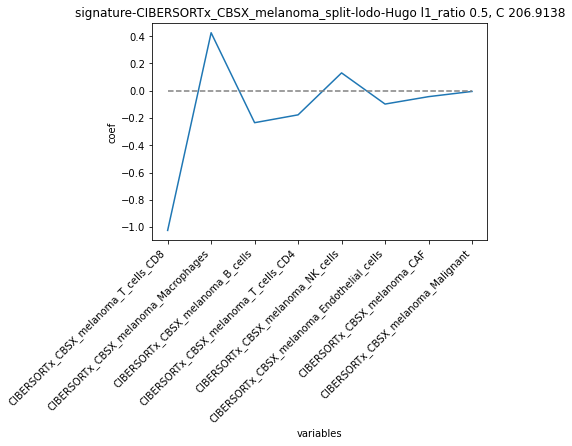 signature-CIBERSORTx_CBSX_melanoma_split-lodo-Hugo l1_ratio 0.5, C 206.9138
0.4
0.2
0.0
−0.2
−0.4
−0.6
−0.8
−1.0
coef
CIBERSORTx_CBSX_melanoma_T_cells_CD8
CIBERSORTx_CBSX_melanoma_Macrophages
CIBERSORTx_CBSX_melanoma_B_cells
CIBERSORTx_CBSX_melanoma_T_cells_CD4
CIBERSORTx_CBSX_melanoma_NK_cells
CIBERSORTx_CBSX_melanoma_Endothelial_cells
CIBERSORTx_CBSX_melanoma_CAF
CIBERSORTx_CBSX_melanoma_Malignant
variables